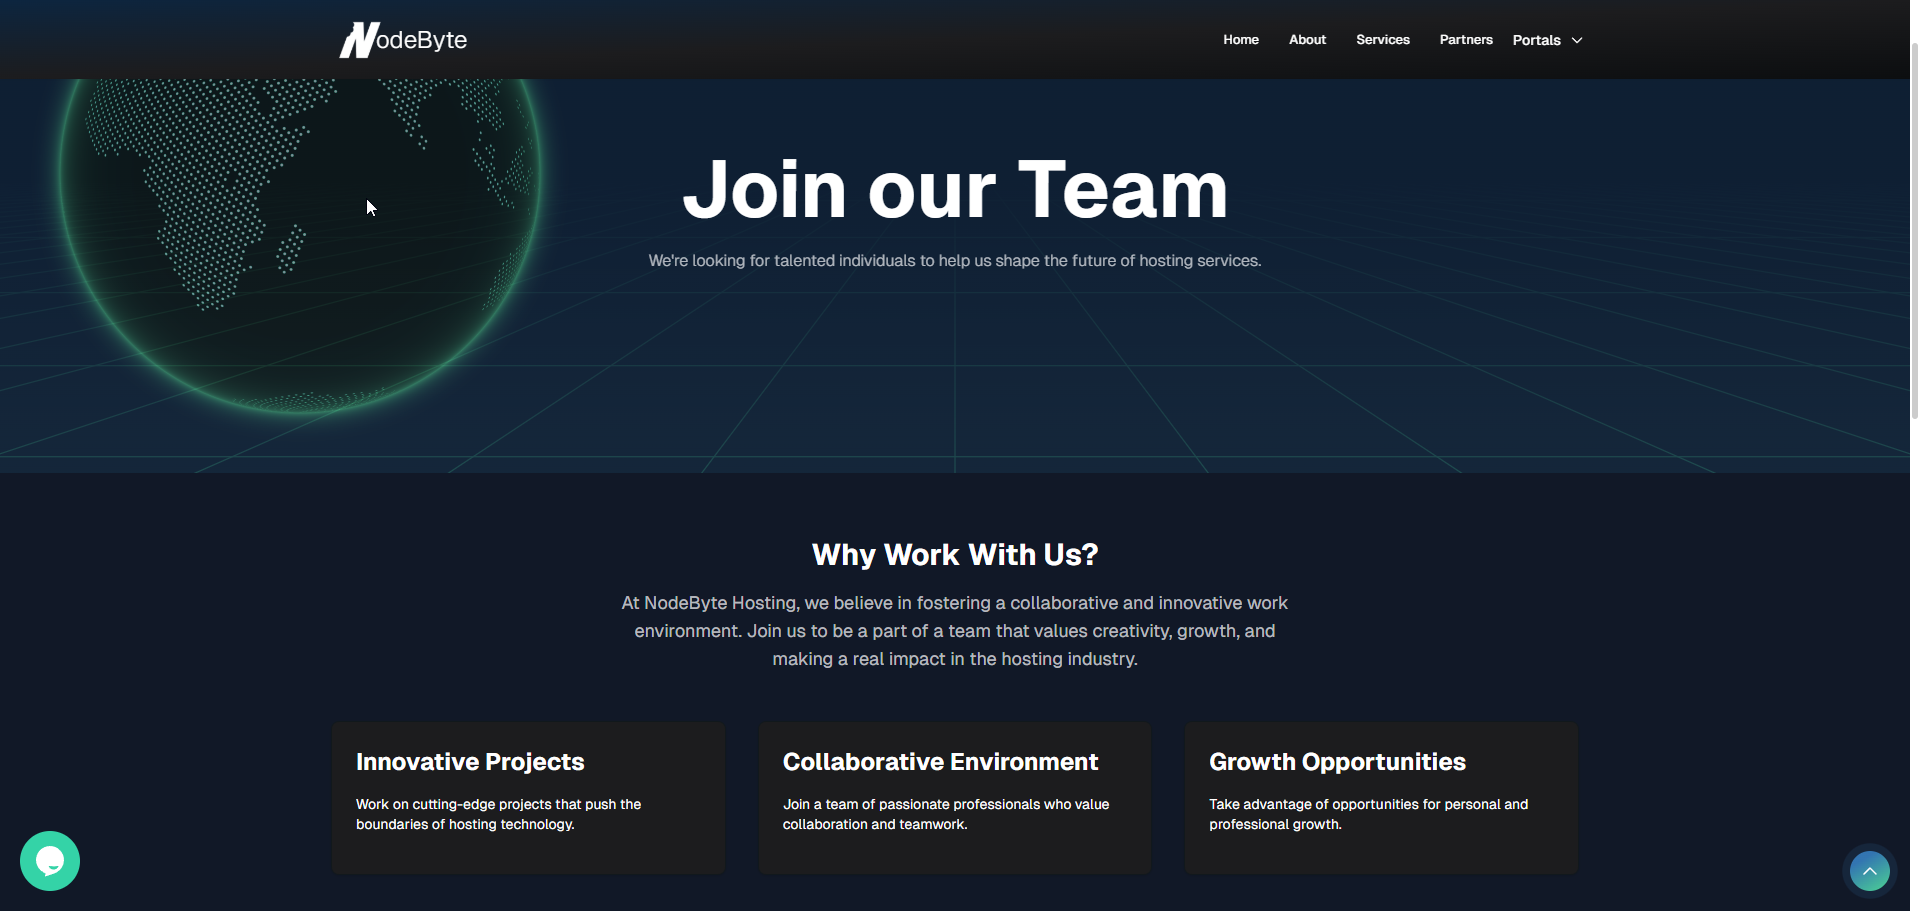 NodeByte
Home About Services Partners Portals
Join our Team
We're looking for talented individuals to help us shape the future of hosting services.
Why Work With Us?
At NodeByte Hosting, we believe in fostering a collaborative and innovative work
environment. Join us to be a part of a team that values creativity, growth, and
making a real impact in the hosting industry.
Innovative Projects
Work on cutting-edge projects that push the
boundaries of hosting technology.
Collaborative Environment
Join a team of passionate professionals who value
collaboration and teamwork.
Growth Opportunities
Take advantage of opportunities for personal and
professional growth.